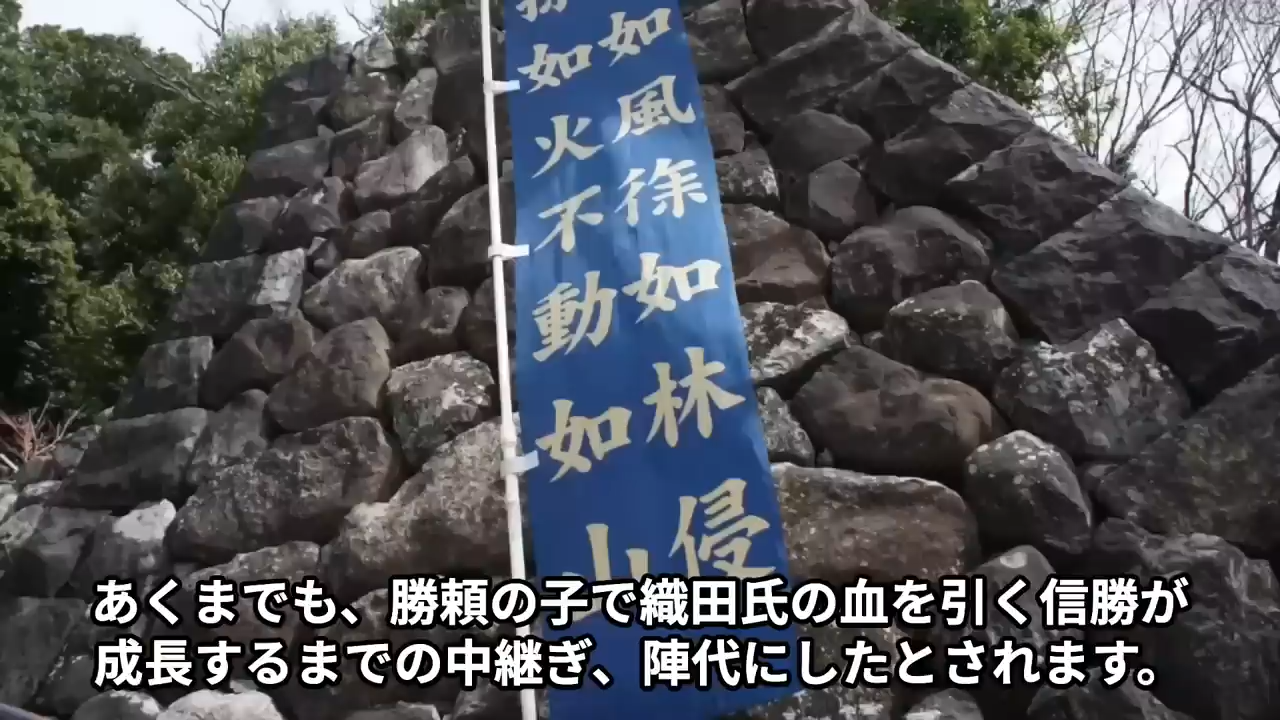 如風徐如林侵
掠如火不動如山
あくまでも、勝頼の子で織田氏の血を引く信勝が
成長するまでの中継ぎ、陣代にしたとされます。